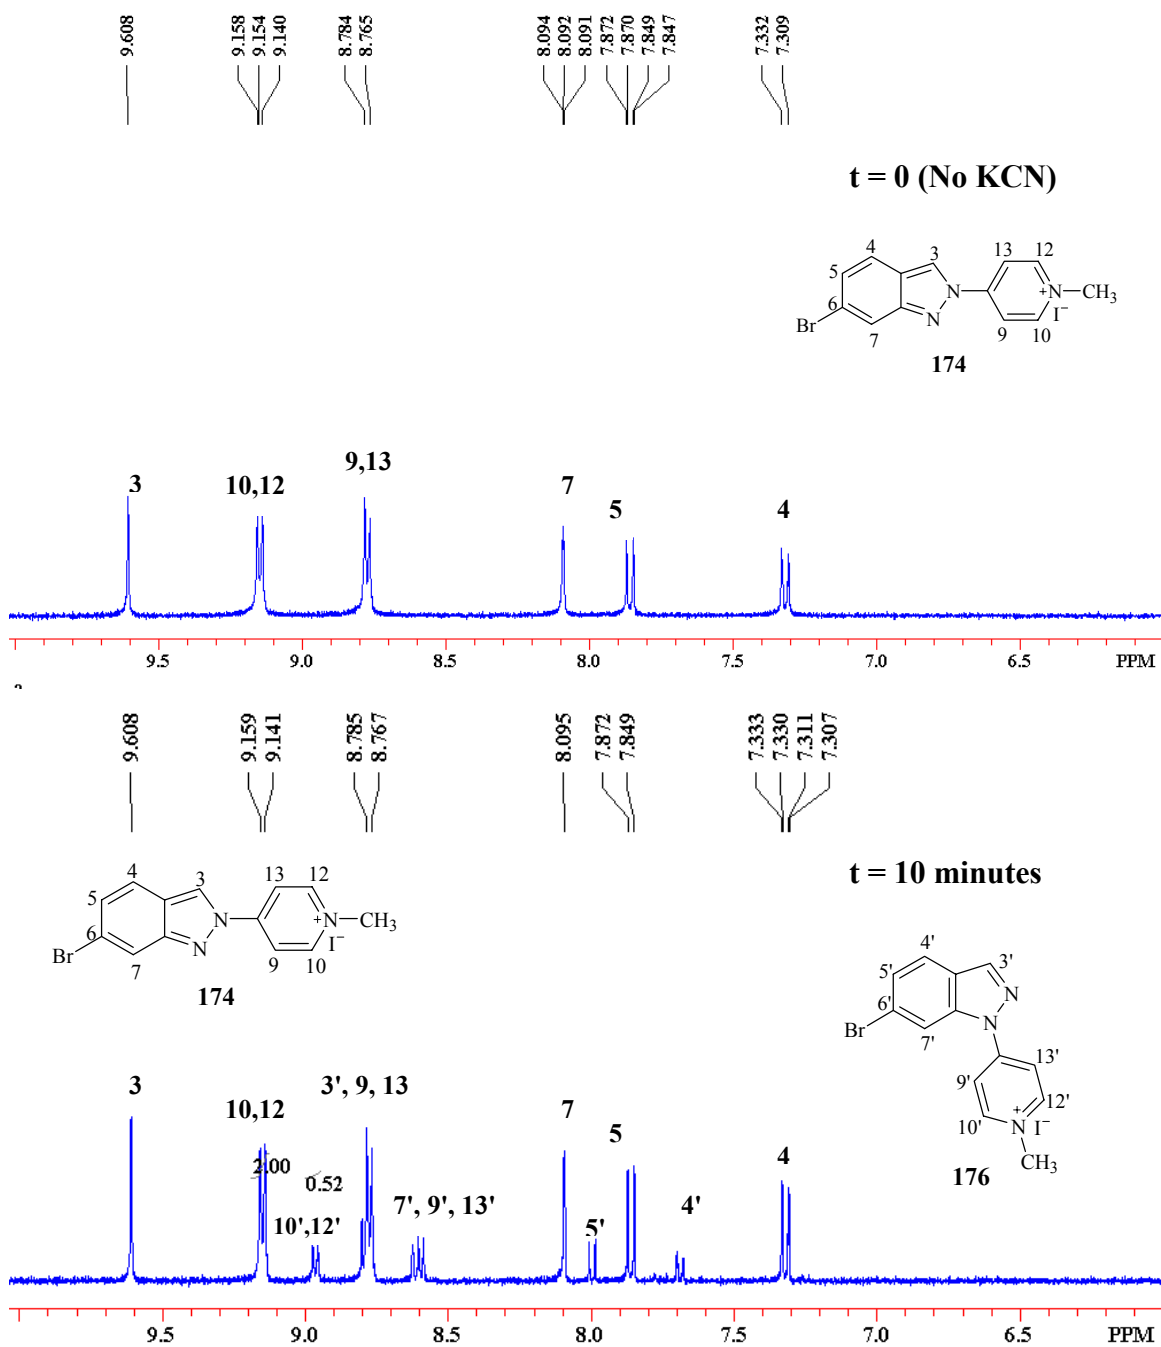 9.608
9.158
9.154
9.140
8.784
8.765
8.094
8.092
8.091
7.872
7.870
7.849
7.847
7.332
7.309
t = 0 (No KCN)
4 3 13 12
5 N N + CH3
6 I−
Br N
7 9 10
174
3 10,12 9,13 7 5 4
9.5 9.0 8.5 8.0 7.5 7.0 6.5 PPM
9.608
9.159
9.141
8.785
8.767
8.095
7.872
7.849
7.333
7.330
7.311
7.307
t = 10 minutes
4 3 13 12
5 N N + CH3
6 I−
Br N
7 9 10
174
4'
5' 3'
6' N
Br N
7' 13'
9' 12'
10' N + I−
CH3
176
3 10,12 3', 9, 13 7 5 4
2.00 0.52
10',12' 7', 9', 13' 5' 4'
9.5 9.0 8.5 8.0 7.5 7.0 6.5 PPM